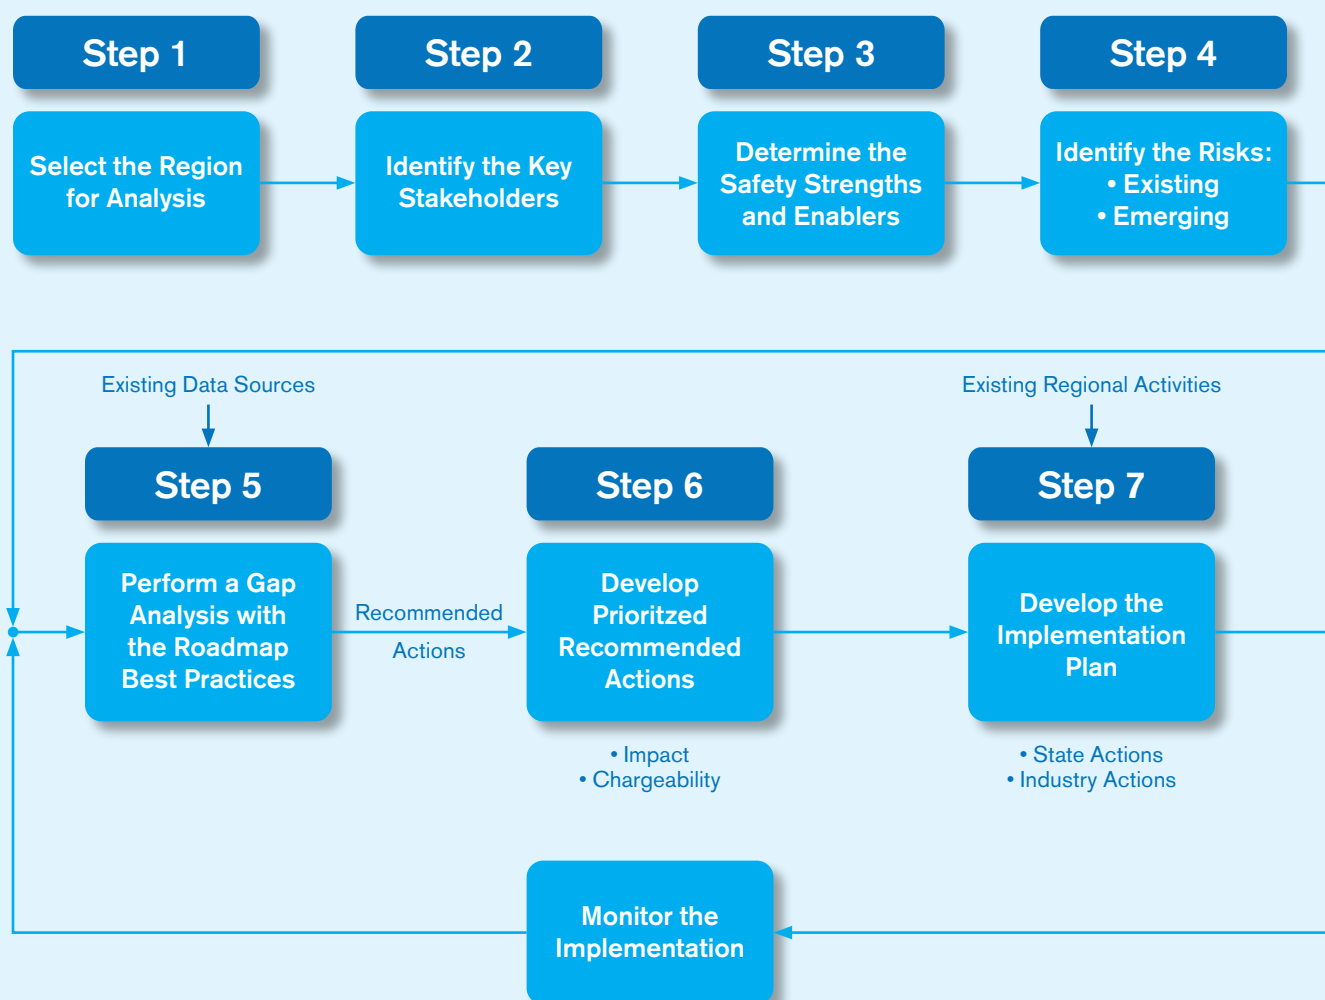 Step 1
Step 2
Step 3
Step 4
Select the Region
for Analysis
Identify the Key
Stakeholders
Determine the
Safety Strengths
and Enablers
Identify the Risks:
• Existing
• Emerging
Existing Data Sources
Existing Regional Activities
Step 5
Step 6
Step 7
Perform a Gap
Analysis with
the Roadmap
Best Practices
Recommended
Actions
Develop
Prioritzed
Recommended
Actions
Develop the
Implementation
Plan
• Impact
• Chargeability
• State Actions
• Industry Actions
Monitor the
Implementation